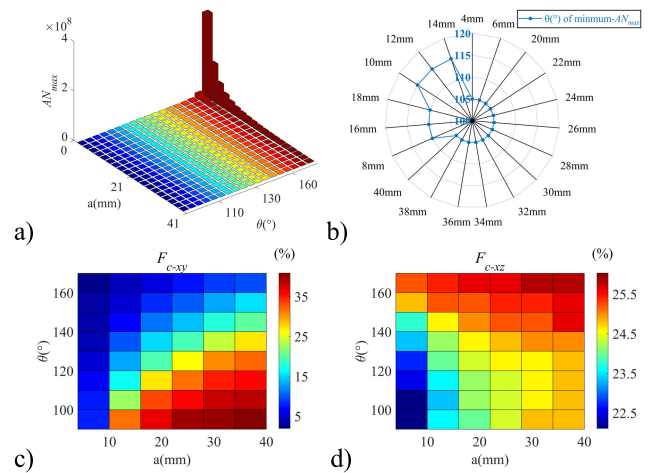 a)
×10⁸
4
2
0
AN_max
0
21
41
a(mm)
110
130
160
θ(°)
b)
θ(°) of minmum-AN_max
4mm
6mm
20mm
22mm
24mm
26mm
28mm
30mm
32mm
34mm
36mm
38mm
40mm
8mm
16mm
18mm
10mm
12mm
14mm
120
115
110
105
100
c)
F_c-xy
(%)
160
140
120
100
θ(°)
10 20 30 40
a(mm)
35
25
15
5
d)
F_c-xz
(%)
160
140
120
100
θ(°)
10 20 30 40
a(mm)
25.5
24.5
23.5
22.5